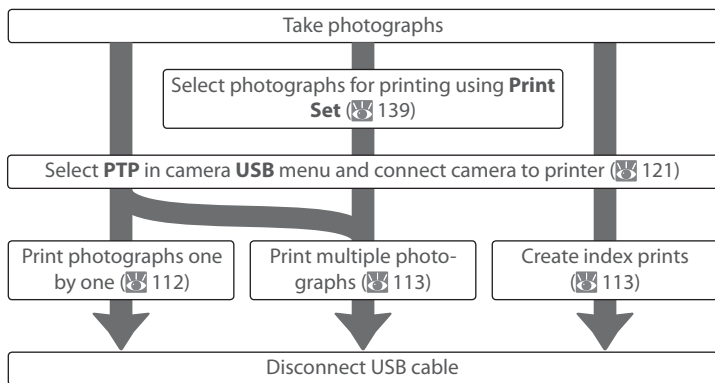 Take photographs
Select photographs for printing using Print
Set ( 139)
Select PTP in camera USB menu and connect camera to printer ( 121)
Print photographs one
by one ( 112)
Print multiple photo-
graphs ( 113)
Create index prints
( 113)
Disconnect USB cable